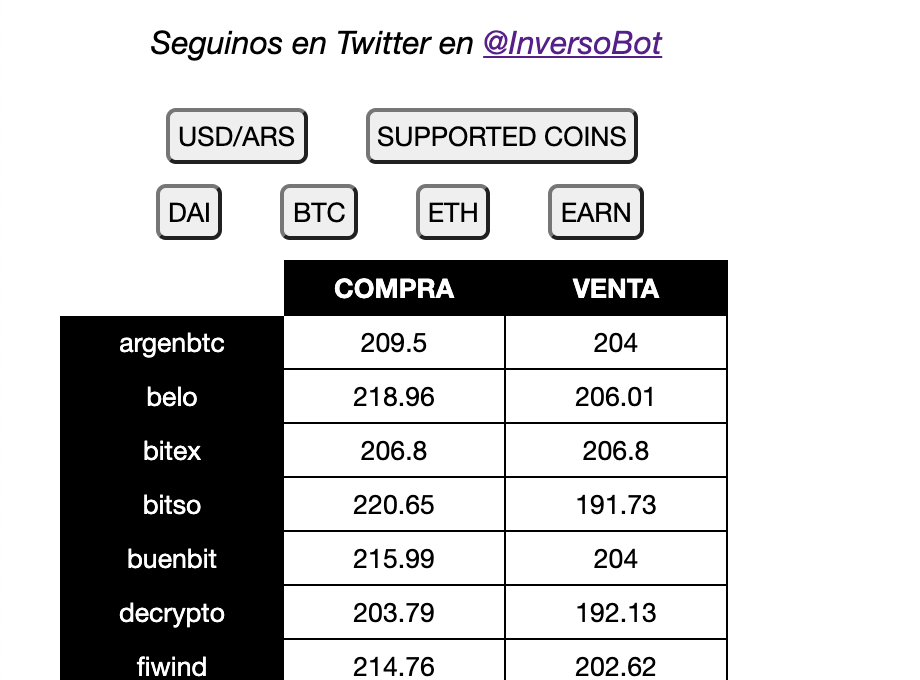 Seguinos en Twitter en @InversoBot
USD/ARS SUPPORTED COINS
DAI BTC ETH EARN
COMPRA VENTA
argenbtc 209.5 204
belo 218.96 206.01
bitex 206.8 206.8
bitso 220.65 191.73
buenbit 215.99 204
decrypto 203.79 192.13
fiwind 214.76 202.62